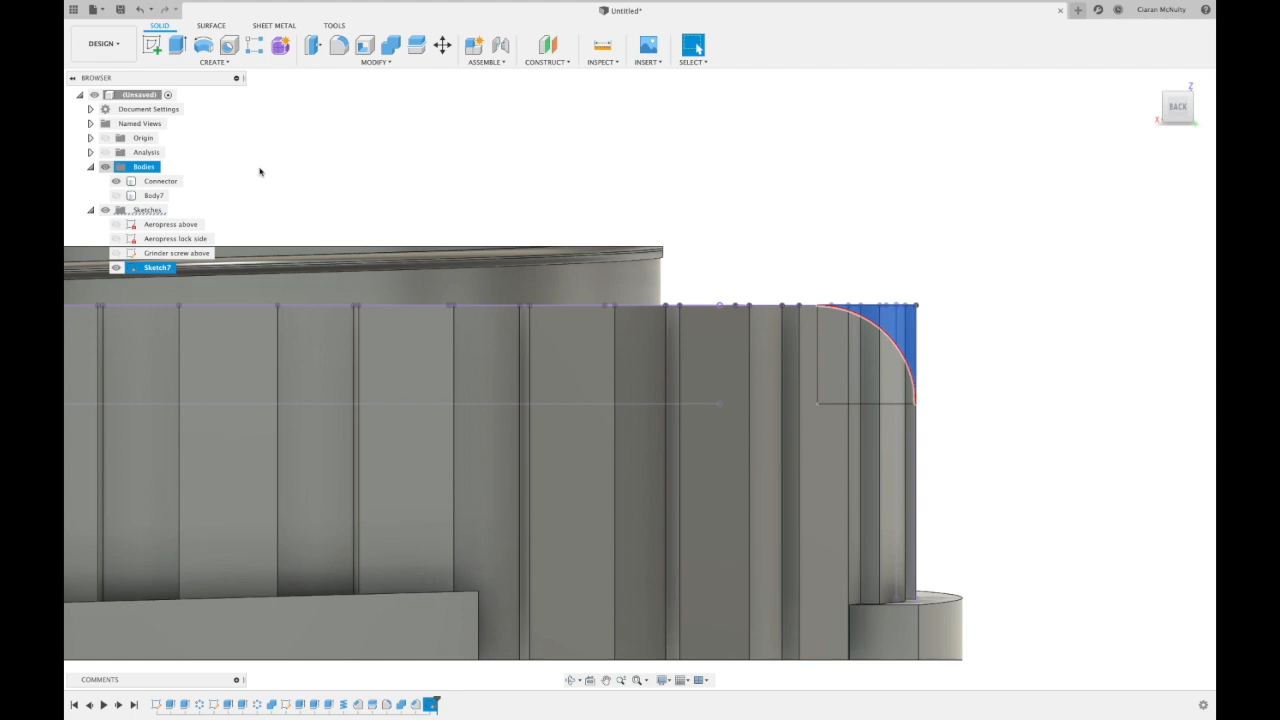 Untitled*
Ciaran McNulty
SOLID SURFACE SHEET METAL TOOLS
DESIGN
CREATE MODIFY ASSEMBLE CONSTRUCT INSPECT INSERT SELECT
BROWSER
(Unsaved)
Document Settings
Named Views
Origin
Analysis
Bodies
Connector
Body7
Sketches
Aeropress above
Aeropress lock side
Grinder screw above
Sketch7
Z
BACK
X
COMMENTS